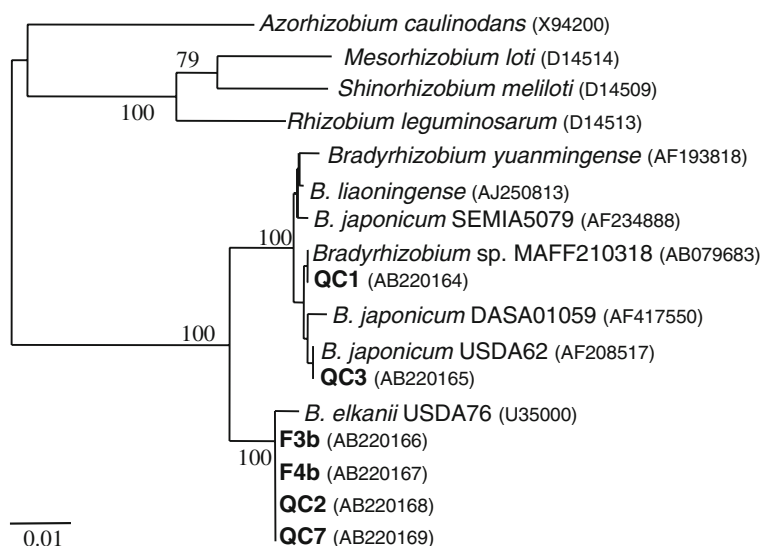 Azorhizobium caulinodans (X94200)
79
Mesorhizobium loti (D14514)
Shinorhizobium meliloti (D14509)
100
Rhizobium leguminosarum (D14513)
Bradyrhizobium yuanmingense (AF193818)
B. liaoningense (AJ250813)
B. japonicum SEMIA5079 (AF234888)
100
Bradyrhizobium sp. MAFF210318 (AB079683)
QC1 (AB220164)
B. japonicum DASA01059 (AF417550)
100
B. japonicum USDA62 (AF208517)
QC3 (AB220165)
B. elkanii USDA76 (U35000)
F3b (AB220166)
100
F4b (AB220167)
QC2 (AB220168)
QC7 (AB220169)
0.01